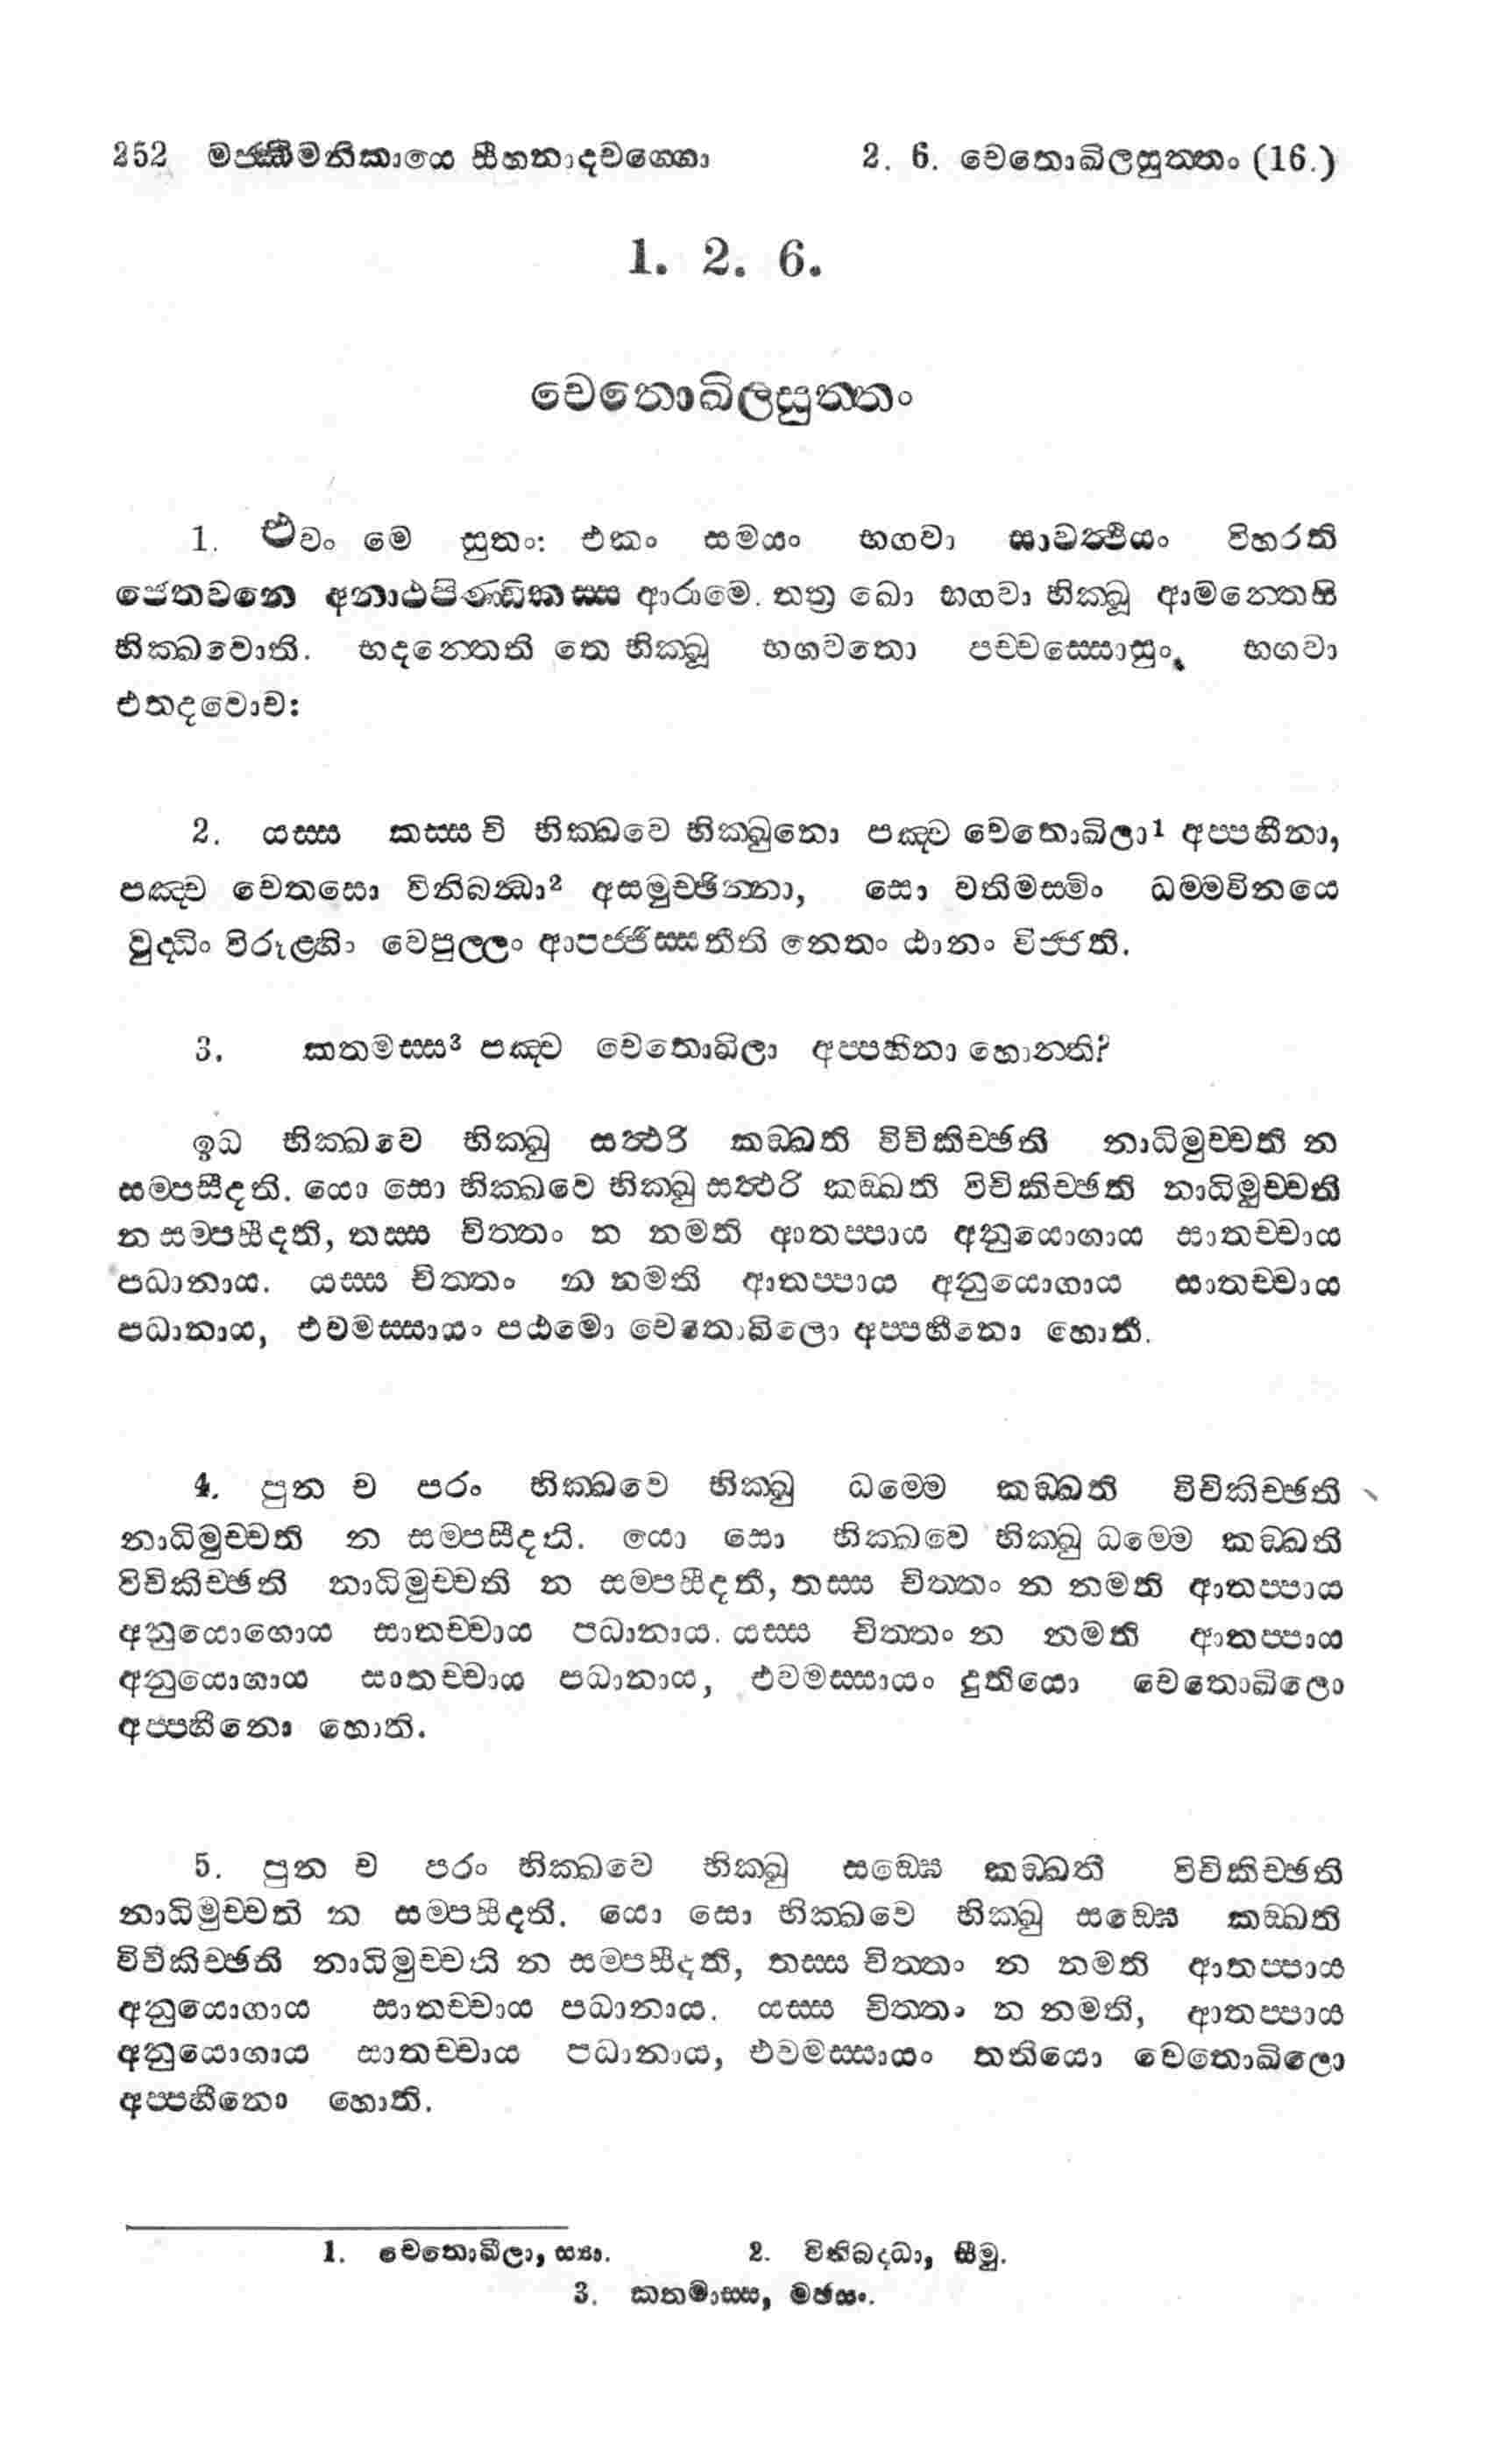 252 මජ්ඣිමනිකායෙ සීහනාදවග්ගො 2. 6. චෙතොඛිලසුත්තං (16.)
1. 2. 6.
චෙතොඛිලසුත්තං
1. එවං මෙ සුතං: එකං සමයං භගවා සාවත්ථියං විහරති
ජෙතවනෙ අනාථපිණ්ඩිකස්ස ආරාමෙ. තත්‍ර ඛො භගවා භික්ඛූ ආමන්තෙසි
භික්ඛවොති. භදන්තෙති තෙ භික්ඛූ භගවතො පච්චස්සොසුං, භගවා
එතදවොච:
2. යස්ස කස්ස චි භික්ඛවෙ භික්ඛුනො පඤ්ච චෙතොඛිලා¹ අප්පහීනා,
පඤ්ච චෙතසො විනිබන්ධා² අසමුච්ඡින්නා, සො වතිමස්මිං ධම්මවිනයෙ
වුද්ධිං විරූළ්හිං වෙපුල්ලං ආපජ්ජිස්සතීති නෙතං ඨානං විජ්ජති.
3. කතමස්ස³ පඤ්ච චෙතොඛිලා අප්පහීනා හොන්ති?
ඉධ භික්ඛවෙ භික්ඛු සත්ථරි කඞ්ඛති විචිකිච්ඡති නාධිමුච්චති න
සම්පසීදති. යො සො භික්ඛවෙ භික්ඛු සත්ථරි කඞ්ඛති විචිකිච්ඡති නාධිමුච්චති
න සම්පසීදති, තස්ස චිත්තං න නමති ආතප්පාය අනුයොගාය සාතච්චාය
පධානාය. යස්ස චිත්තං න නමති ආතප්පාය අනුයොගාය සාතච්චාය
පධානාය, එවමස්සායං පඨමො චෙතොඛිලො අප්පහීනො හොති.
4. පුන ච පරං භික්ඛවෙ භික්ඛු ධම්මෙ කඞ්ඛති විචිකිච්ඡති
නාධිමුච්චති න සම්පසීදති. යො සො භික්ඛවෙ භික්ඛු ධම්මෙ කඞ්ඛති
විචිකිච්ඡති නාධිමුච්චති න සම්පසීදති, තස්ස චිත්තං න නමති ආතප්පාය
අනුයොගොය සාතච්චාය පධානාය. යස්ස චිත්තං න නමති ආතප්පාය
අනුයොගාය සාතච්චාය පධානාය, එවමස්සායං දුතියො චෙතොඛිලො
අප්පහීනො හොති.
5. පුන ච පරං භික්ඛවෙ භික්ඛු සඞ්ඝෙ කඞ්ඛති විචිකිච්ඡති
නාධිමුච්චති න සම්පසීදති. යො සො භික්ඛවෙ භික්ඛු සඞ්ඝෙ කඞ්ඛති
විචිකිච්ඡති නාධිමුච්චති න සම්පසීදති, තස්ස චිත්තං න නමති ආතප්පාය
අනුයොගාය සාතච්චාය පධානාය. යස්ස චිත්තං න නමති, ආතප්පාය
අනුයොගාය සාතච්චාය පධානාය, එවමස්සායං තතියො චෙතොඛිලො
අප්පහීනො හොති.
1. චෙතොඛීලා, ස්‍යා. 2. විනිබද්ධා, සීමු.
3. කතමාස්ස, මඡසං.